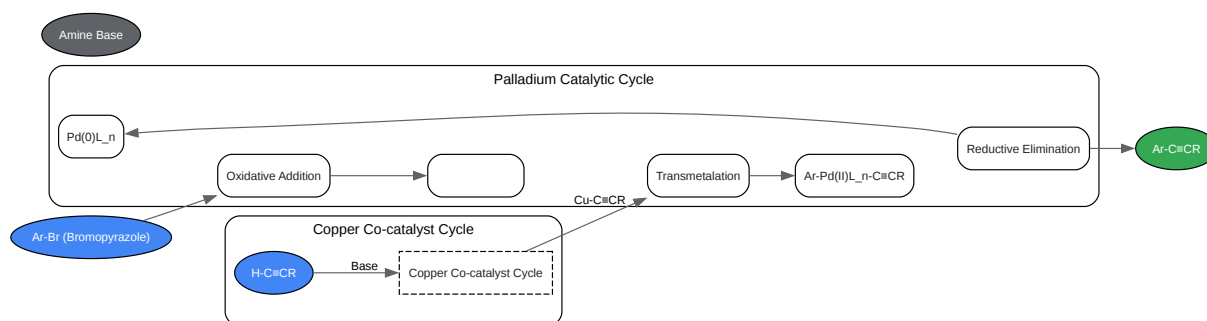 Amine Base
Palladium Catalytic Cycle
Pd(0)L_n
Reductive Elimination
Ar-C≡CR
Oxidative Addition
Transmetalation
Ar-Pd(II)L_n-C≡CR
Cu-C≡CR
Ar-Br (Bromopyrazole)
Copper Co-catalyst Cycle
H-C≡CR
Base
Copper Co-catalyst Cycle